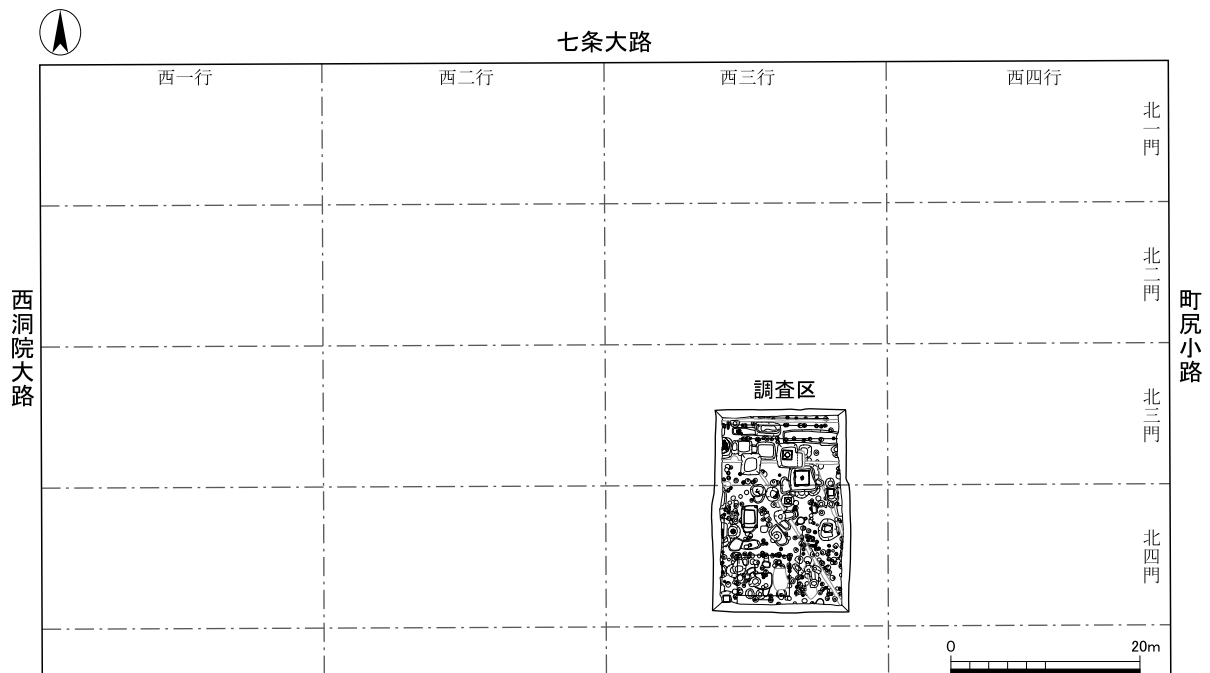 七条大路
西一行
西二行
西三行
西四行
北一門
北二門
西洞院大路
町尻小路
調査区
北三門
北四門
0
20m